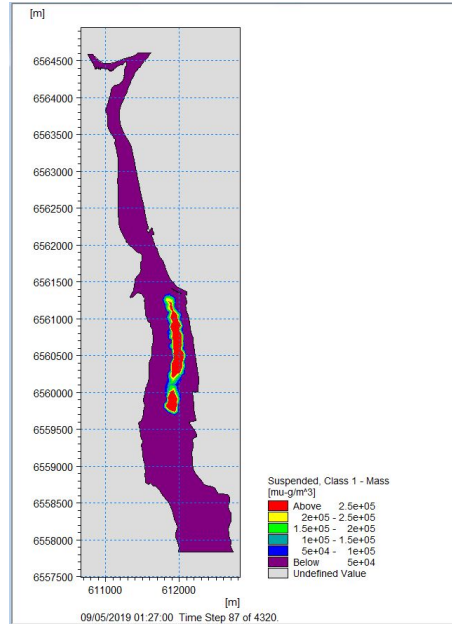 [m]
6564500
6564000
6563500
6563000
6562500
6562000
6561500
6561000
6560500
6560000
6559500
6559000
6558500
6558000
6557500
611000 612000
[m]
09/05/2019 01:27:00 Time Step 87 of 4320.
Suspended, Class 1 - Mass
[mu-g/m^3]
Above 2.5e+05
2e+05 - 2.5e+05
1.5e+05 - 2e+05
1e+05 - 1.5e+05
5e+04 - 1e+05
Below 5e+04
Undefined Value